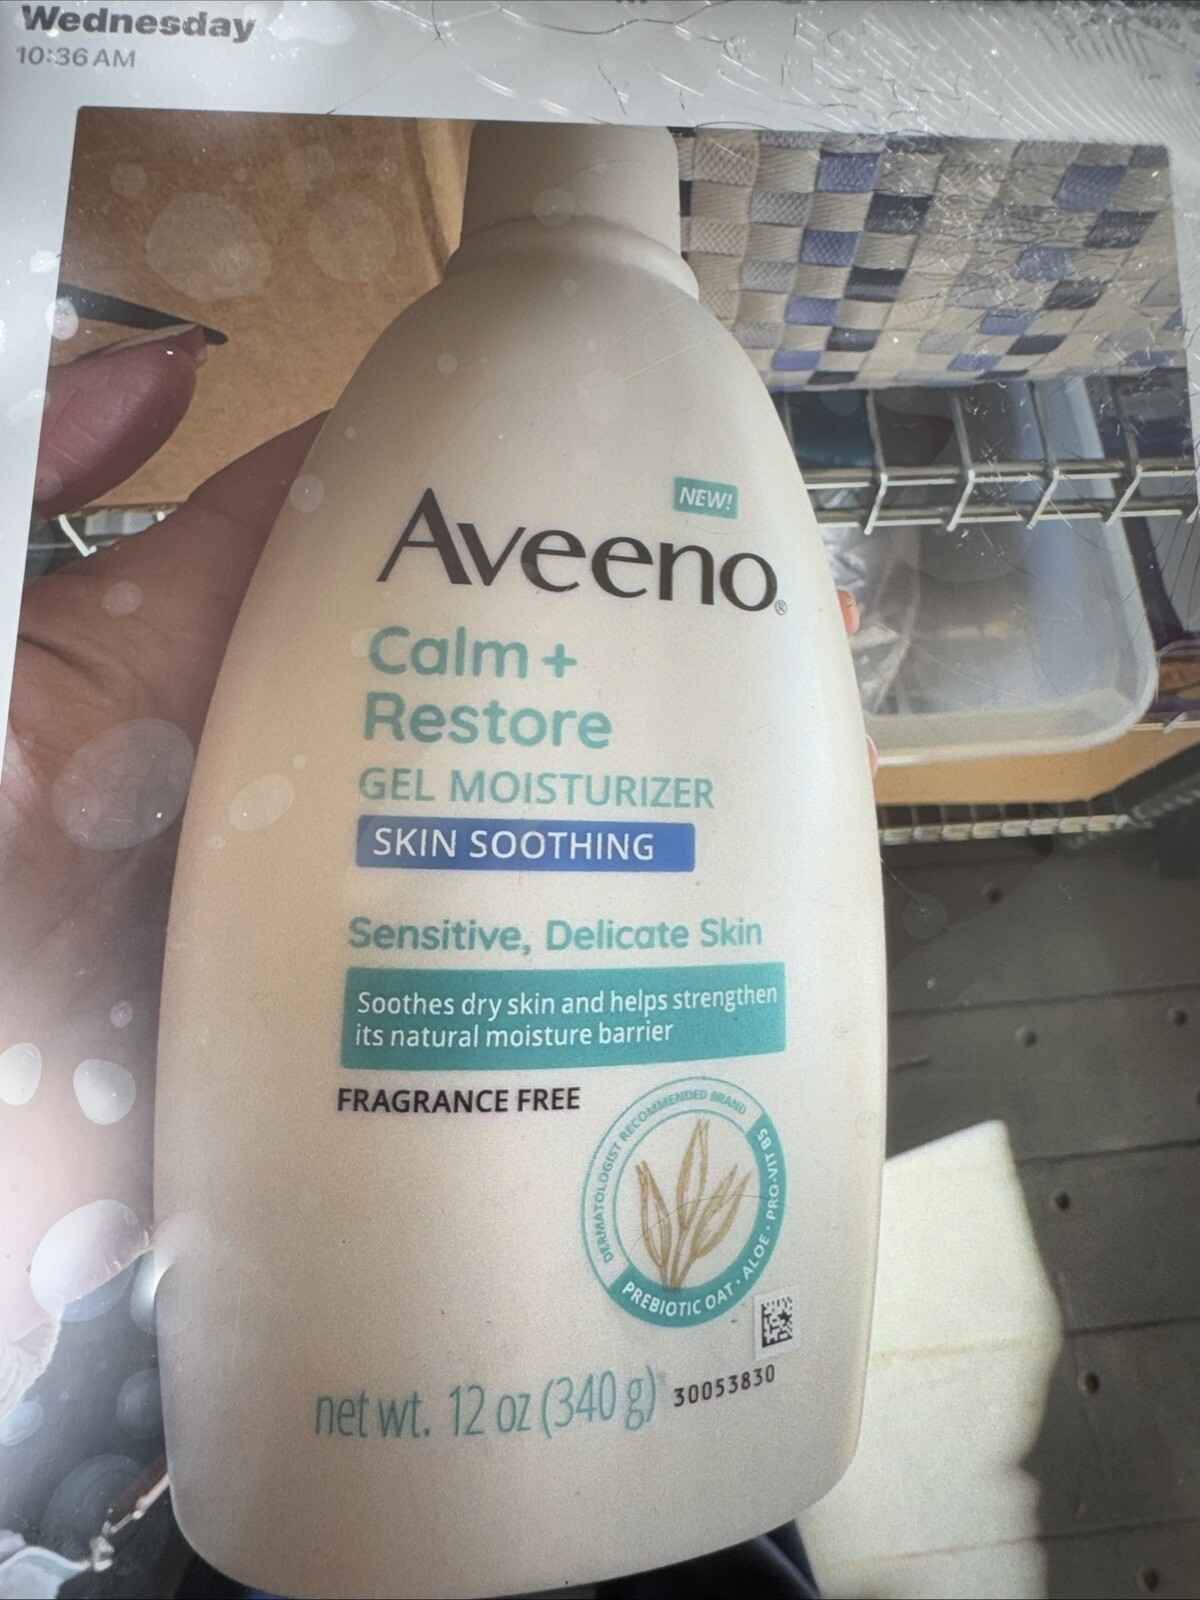 Wednesday
10:36 AM
NEW!
Aveeno®
Calm +
Restore
GEL MOISTURIZER
SKIN SOOTHING
Sensitive, Delicate Skin
Soothes dry skin and helps strengthen
its natural moisture barrier
FRAGRANCE FREE
DERMATOLOGIST RECOMMENDED BRAND
PREBIOTIC OAT • ALOE • PRO-VIT B5
net wt. 12 oz (340 g)
30053830